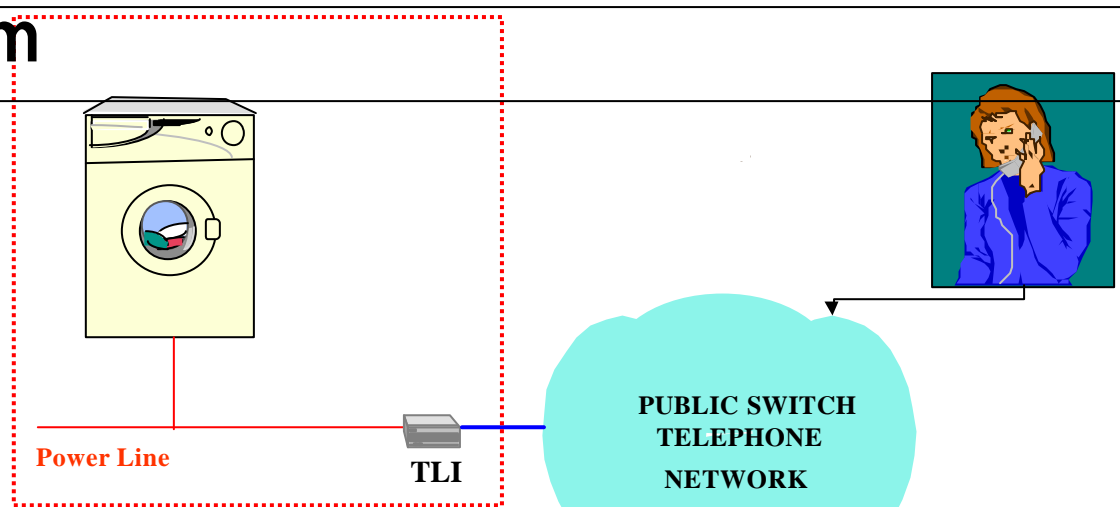 m
PUBLIC SWITCH
TELEPHONE
NETWORK
Power Line
TLI